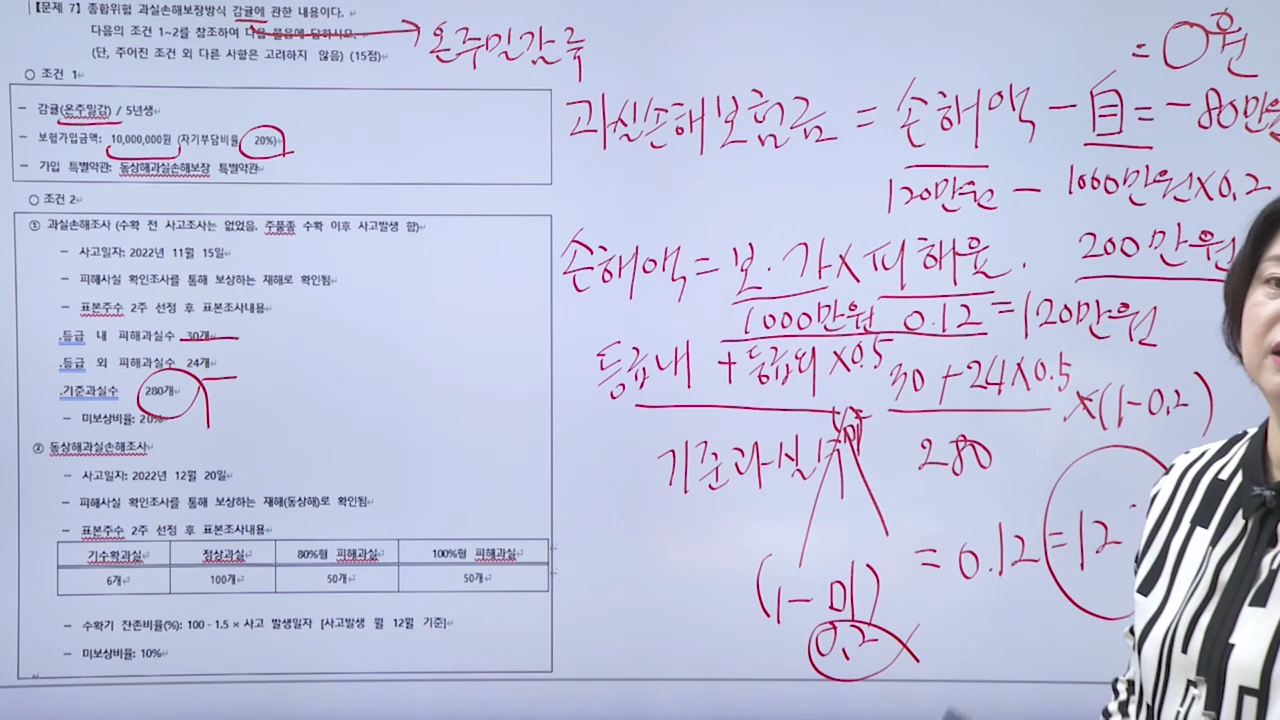 [문제 7] 종합위험 과실손해보장방식 감귤에 관한 내용이다.
다음의 조건 1~2를 참조하여 다음 물음에 답하시오.
(단, 주어진 조건 외 다른 사항은 고려하지 않음) (15점)
○ 조건 1
- 감귤(온주밀감) / 5년생
- 보험가입금액: 10,000,000원 (자기부담비율 20%)
- 가입 특별약관: 동상해과실손해보장 특별약관
○ 조건 2
① 과실손해조사 (수확 전 사고조사는 없었음, 주품종 수확 이후 사고발생 함)
- 사고일자: 2022년 11월 15일
- 피해사실 확인조사를 통해 보상하는 재해로 확인됨
- 표본주수 2주 선정 후 표본조사내용
.등급 내 피해과실수 30개
.등급 외 피해과실수 24개
.기준과실수 280개
- 미보상비율: 20%
② 동상해과실손해조사
- 사고일자: 2022년 12월 20일
- 피해사실 확인조사를 통해 보상하는 재해(동상해)로 확인됨
- 표본주수 2주 선정 후 표본조사내용
기수확과실 정상과실 80%형 피해과실 100%형 피해과실
6개 100개 50개 50개
- 수확기 잔존비율(%): 100 - 1.5 × 사고 발생일자 [사고발생 월 12월 기준]
- 미보상비율: 10%
온주밀감류
= 0원
과실손해보험금 = 손해액 - 自 = -80만원
120만원 - 1000만원×0.2
200만원
손해액 = 보.가×피해율.
1000만원 0.12 = 120만원
등급내 + 등급외×0.5
기준과실수
30 + 24×0.5
280
×(1-0.2)
(1-미)
0.2
= 0.12 = 12